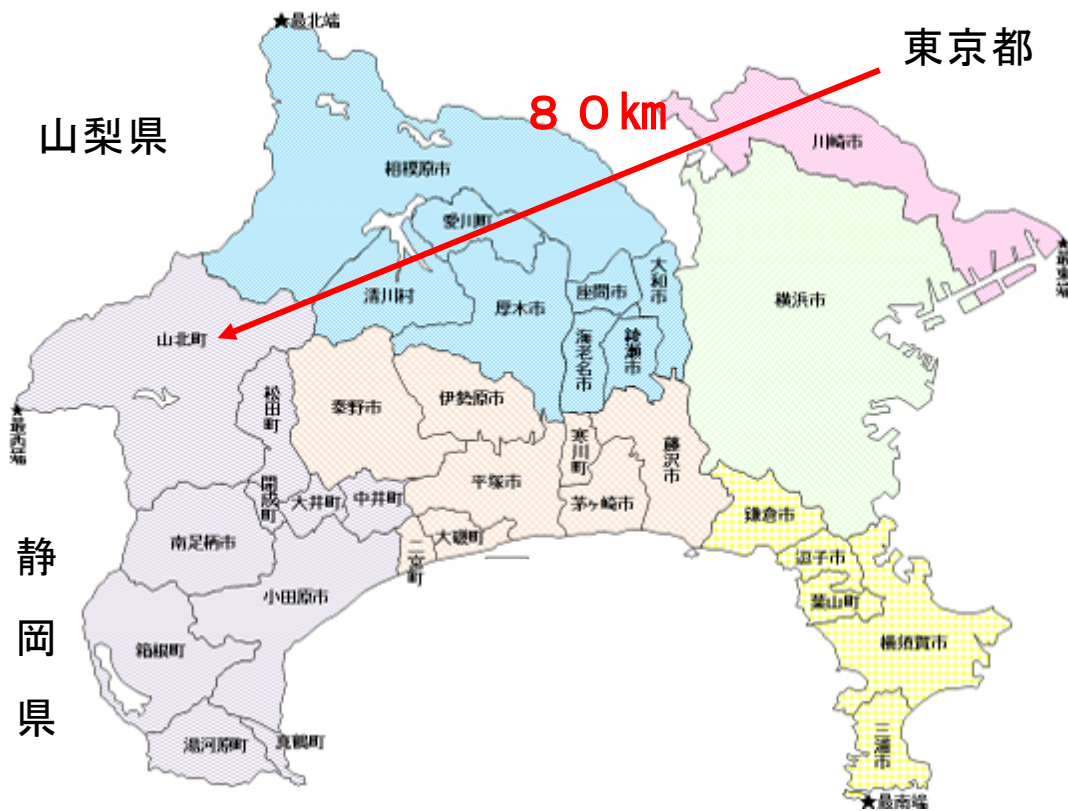 ★最北端
東京都
８０㎞
山梨県
川崎市
相模原市
愛川町
大和市
★最東端
清川村
座間市
横浜市
厚木市
山北町
海老名市
綾瀬市
松田町
秦野市
伊勢原市
★最西端
寒川町
藤沢市
開成町
大井町
中井町
平塚市
茅ヶ崎市
鎌倉市
南足柄市
大磯町
二宮町
逗子市
静岡県
小田原市
葉山町
箱根町
横須賀市
湯河原町
真鶴町
三浦市
★最南端